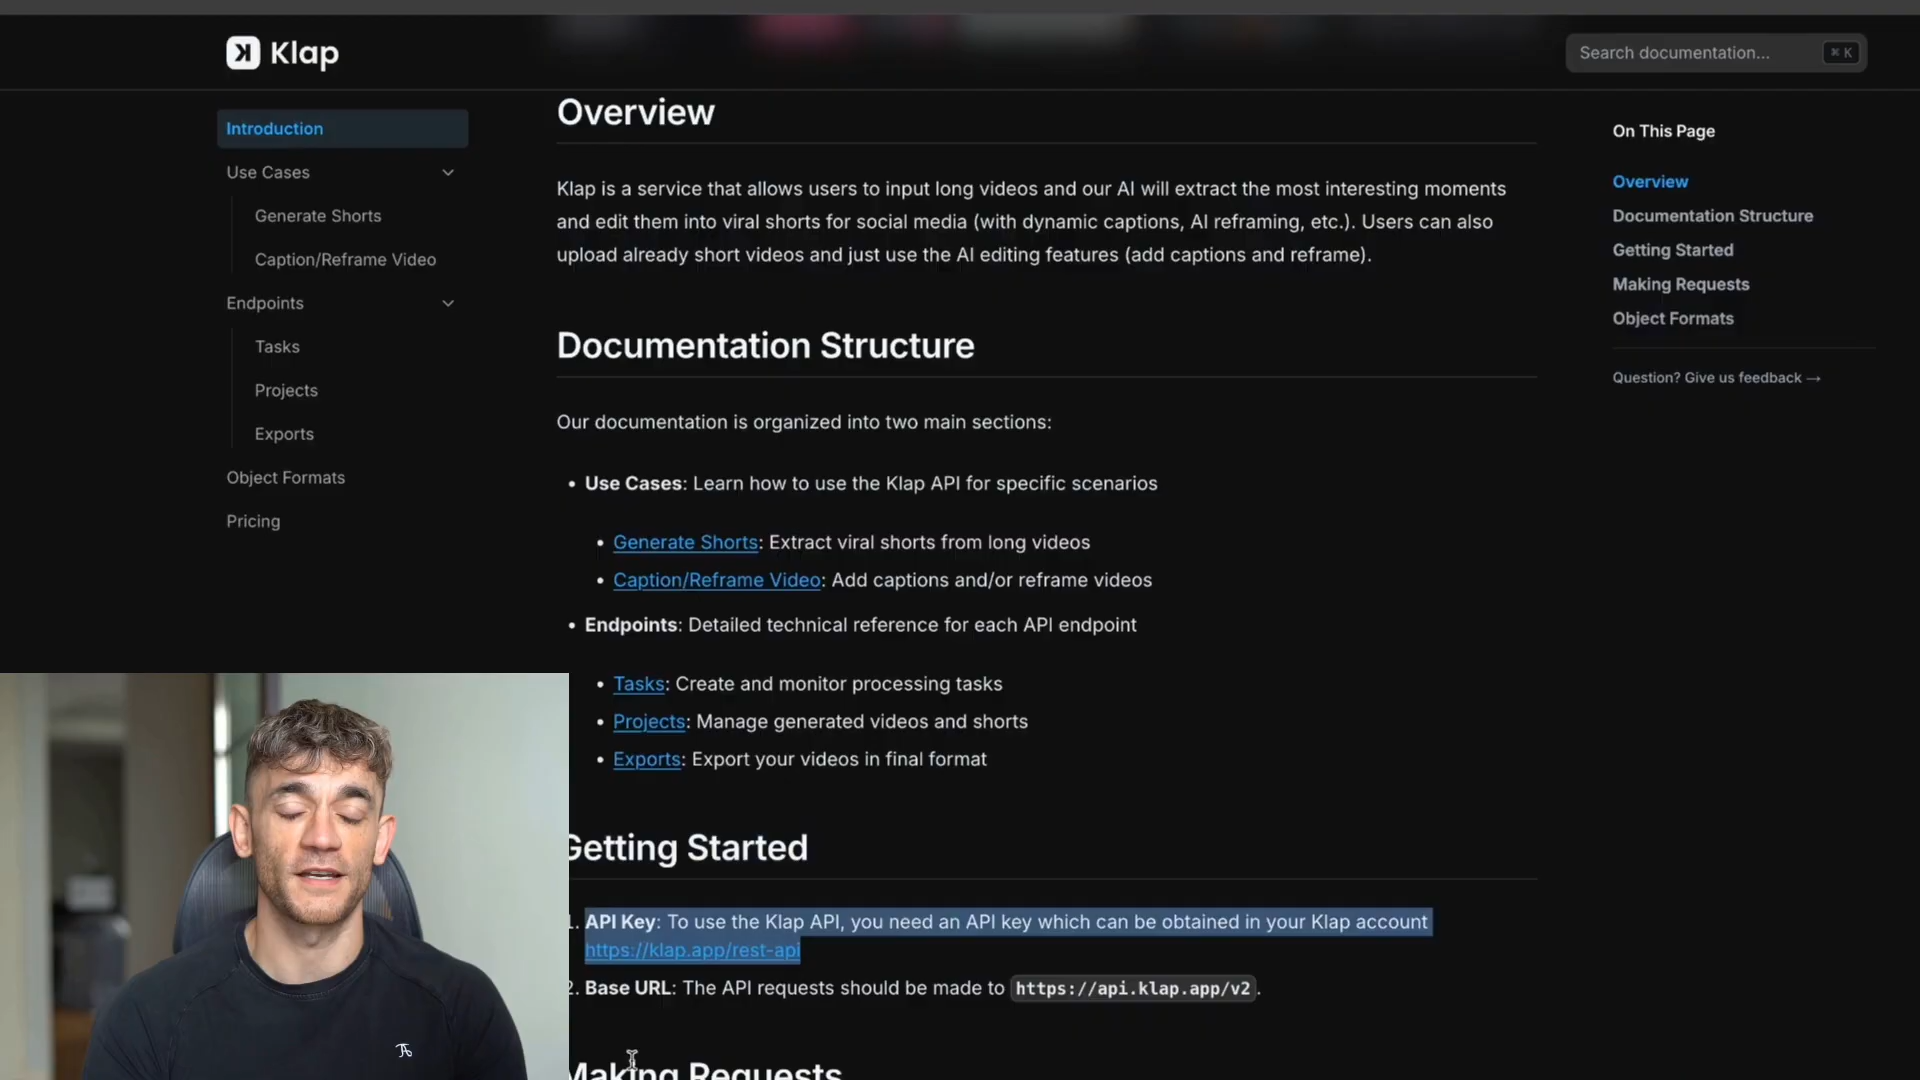 Klap
Search documentation...
⌘ K
Introduction
Use Cases
Generate Shorts
Caption/Reframe Video
Endpoints
Tasks
Projects
Exports
Object Formats
Pricing
Overview
Klap is a service that allows users to input long videos and our AI will extract the most interesting moments
and edit them into viral shorts for social media (with dynamic captions, AI reframing, etc.). Users can also
upload already short videos and just use the AI editing features (add captions and reframe).
Documentation Structure
Our documentation is organized into two main sections:
• Use Cases: Learn how to use the Klap API for specific scenarios
• Generate Shorts: Extract viral shorts from long videos
• Caption/Reframe Video: Add captions and/or reframe videos
• Endpoints: Detailed technical reference for each API endpoint
• Tasks: Create and monitor processing tasks
• Projects: Manage generated videos and shorts
• Exports: Export your videos in final format
Getting Started
1. API Key: To use the Klap API, you need an API key which can be obtained in your Klap account
https://klap.app/rest-api
2. Base URL: The API requests should be made to https://api.klap.app/v2.
Making Requests
On This Page
Overview
Documentation Structure
Getting Started
Making Requests
Object Formats
Question? Give us feedback →